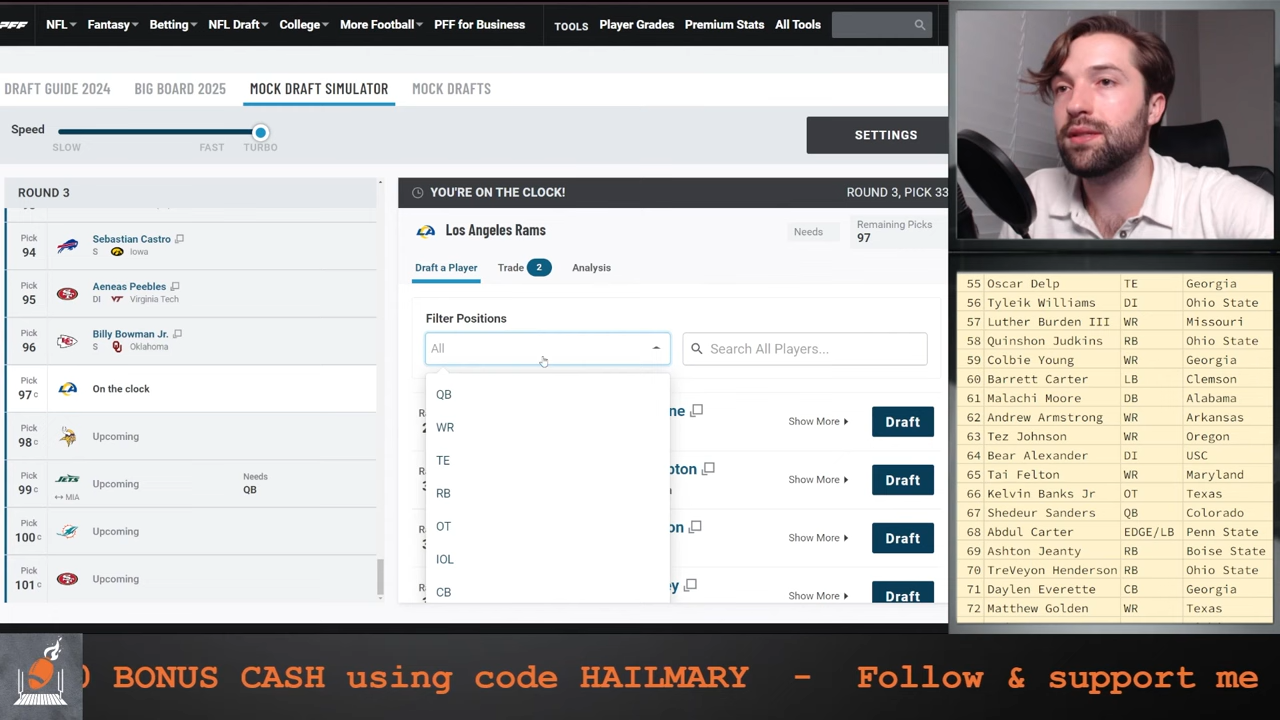 PFF
NFL
Fantasy
Betting
NFL Draft
College
More Football
PFF for Business
TOOLS
Player Grades
Premium Stats
All Tools
DRAFT GUIDE 2024
BIG BOARD 2025
MOCK DRAFT SIMULATOR
MOCK DRAFTS
Speed
SLOW
FAST
TURBO
SETTINGS
ROUND 3
Pick
94
Sebastian Castro
S Iowa
Pick
95
Aeneas Peebles
DI VT Virginia Tech
Pick
96
Billy Bowman Jr.
S Oklahoma
Pick
97 C
On the clock
Pick
98 C
Upcoming
Pick
99 C
JETS
↔ MIA
Upcoming
Needs
QB
Pick
100 C
Upcoming
Pick
101 C
Upcoming
YOU'RE ON THE CLOCK!
ROUND 3, PICK 33
Los Angeles Rams
Needs
Remaining Picks
97
Draft a Player
Trade 2
Analysis
Filter Positions
All
Search All Players...
QB
WR
TE
RB
OT
IOL
CB
ne
Show More
Draft
pton
Show More
Draft
on
Show More
Draft
ey
Show More
Draft
55 Oscar Delp TE Georgia
56 Tyleik Williams DI Ohio State
57 Luther Burden III WR Missouri
58 Quinshon Judkins RB Ohio State
59 Colbie Young WR Georgia
60 Barrett Carter LB Clemson
61 Malachi Moore DB Alabama
62 Andrew Armstrong WR Arkansas
63 Tez Johnson WR Oregon
64 Bear Alexander DI USC
65 Tai Felton WR Maryland
66 Kelvin Banks Jr OT Texas
67 Shedeur Sanders QB Colorado
68 Abdul Carter EDGE/LB Penn State
69 Ashton Jeanty RB Boise State
70 TreVeyon Henderson RB Ohio State
71 Daylen Everette CB Georgia
72 Matthew Golden WR Texas
0 BONUS CASH using code HAILMARY - Follow & support me